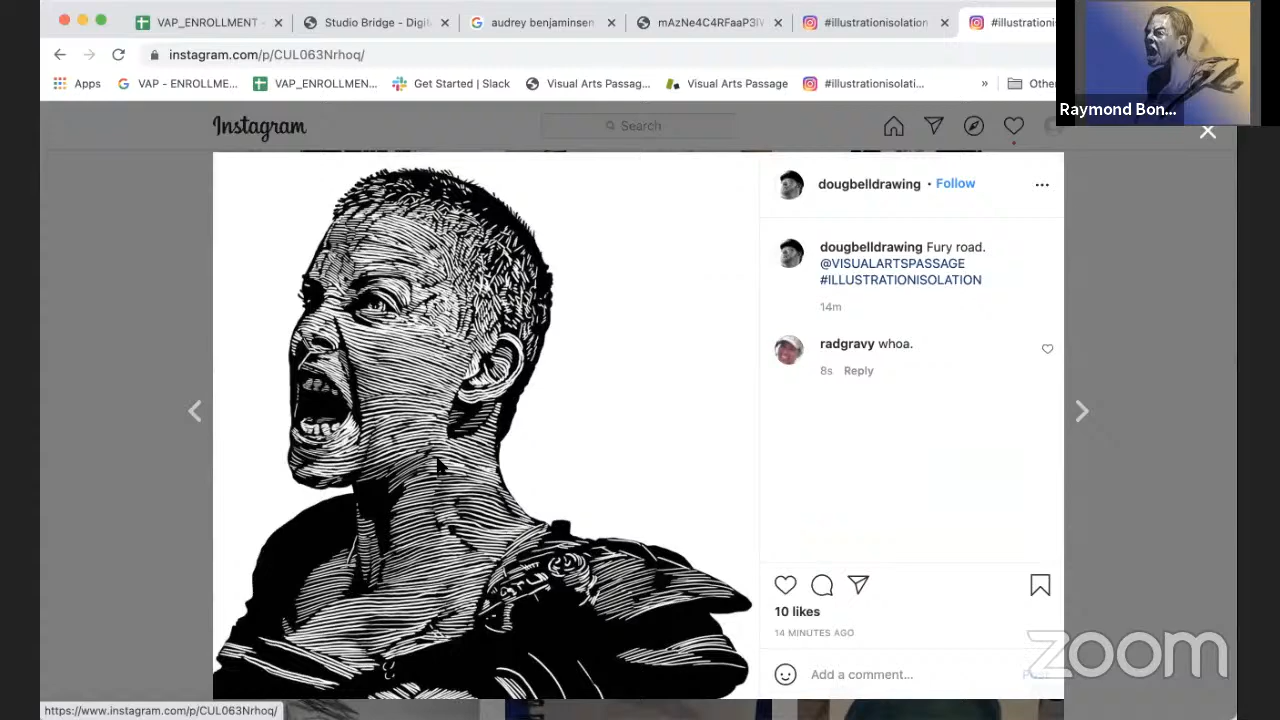 VAP_ENROLLMENT -
Studio Bridge - Digit
audrey benjaminsen
mAzNe4C4RFaaP3IV
#illustrationisolation
#illustrationi
instagram.com/p/CUL063Nrhoq/
Apps
VAP - ENROLLME...
VAP_ENROLLMEN...
Get Started | Slack
Visual Arts Passag...
Visual Arts Passage
#illustrationisolati...
»
Othe
Raymond Bon...
Instagram
Search
dougbelldrawing • Follow
dougbelldrawing Fury road.
@VISUALARTSPASSAGE
#ILLUSTRATIONISOLATION
14m
radgravy whoa.
8s Reply
10 likes
14 MINUTES AGO
Add a comment...
zoom
https://www.instagram.com/p/CUL063Nrhoq/